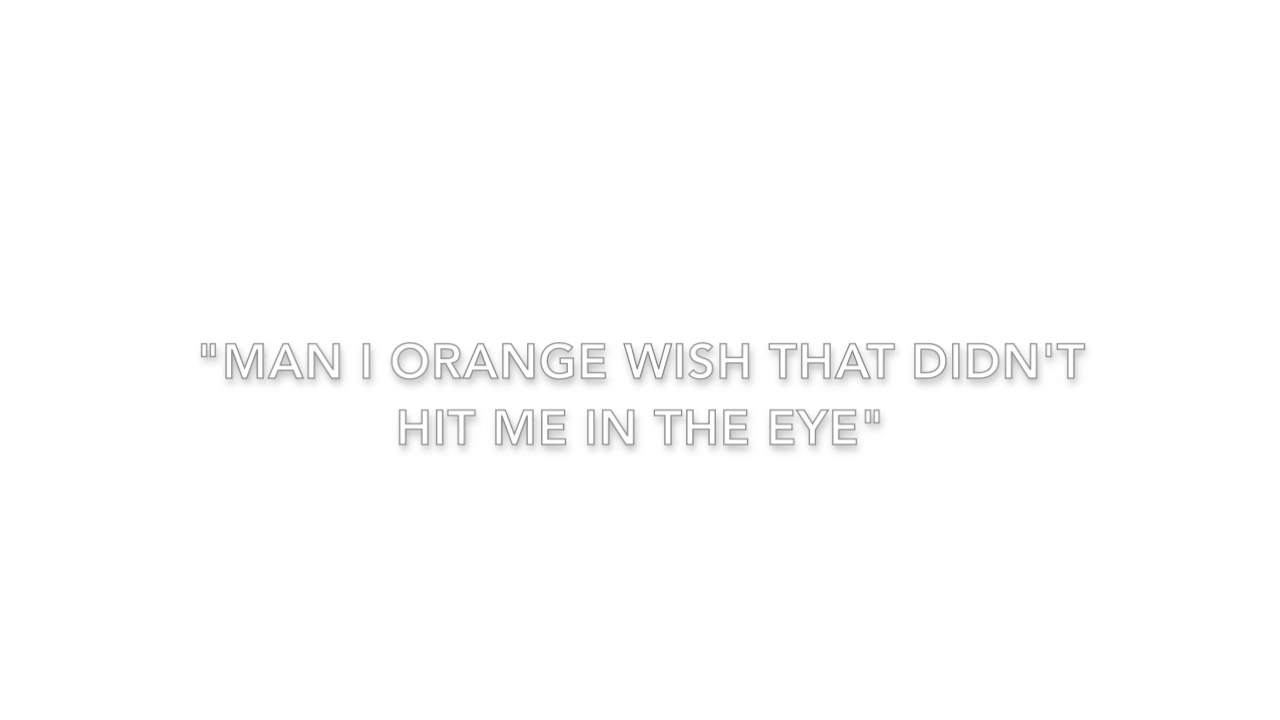 "MAN I ORANGE WISH THAT DIDN'T
HIT ME IN THE EYE"